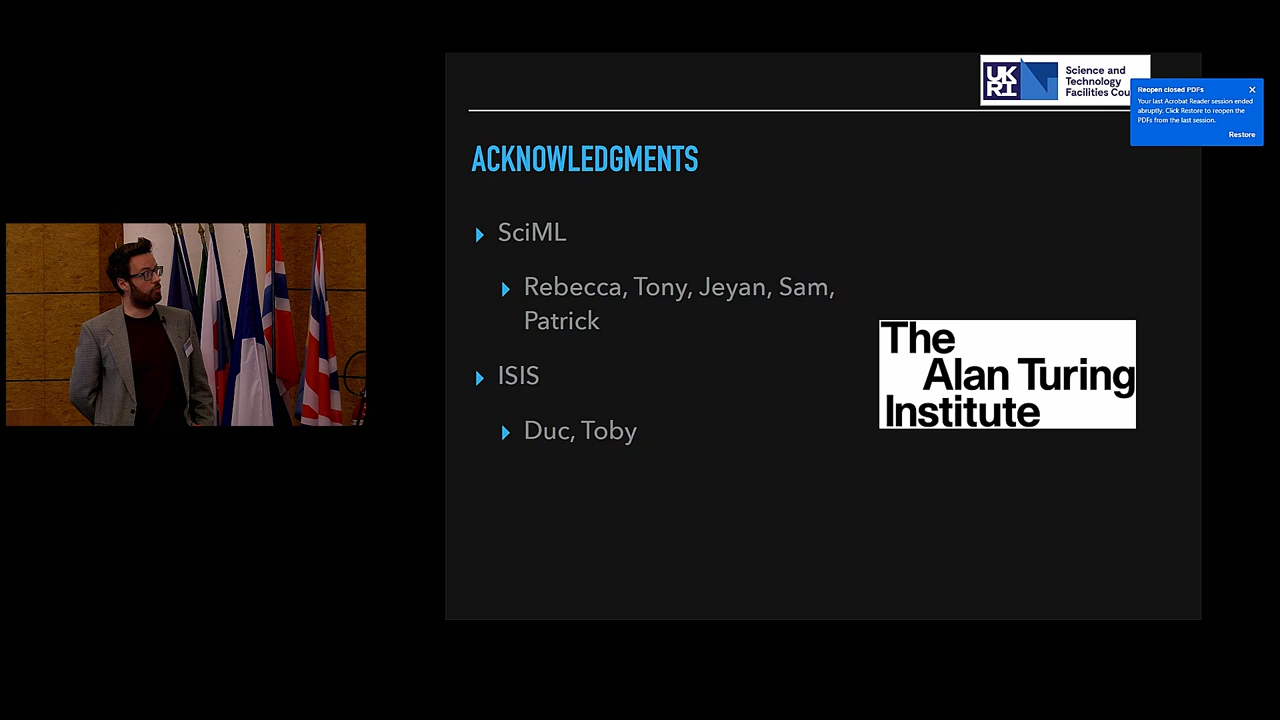 UK
RI
Science and
Technology
Facilities Cou
Reopen closed PDFs
Your last Acrobat Reader session ended
abruptly. Click Restore to reopen the
PDFs from the last session.
Restore
ACKNOWLEDGMENTS
SciML
Rebecca, Tony, Jeyan, Sam,
Patrick
ISIS
Duc, Toby
The
Alan Turing
Institute